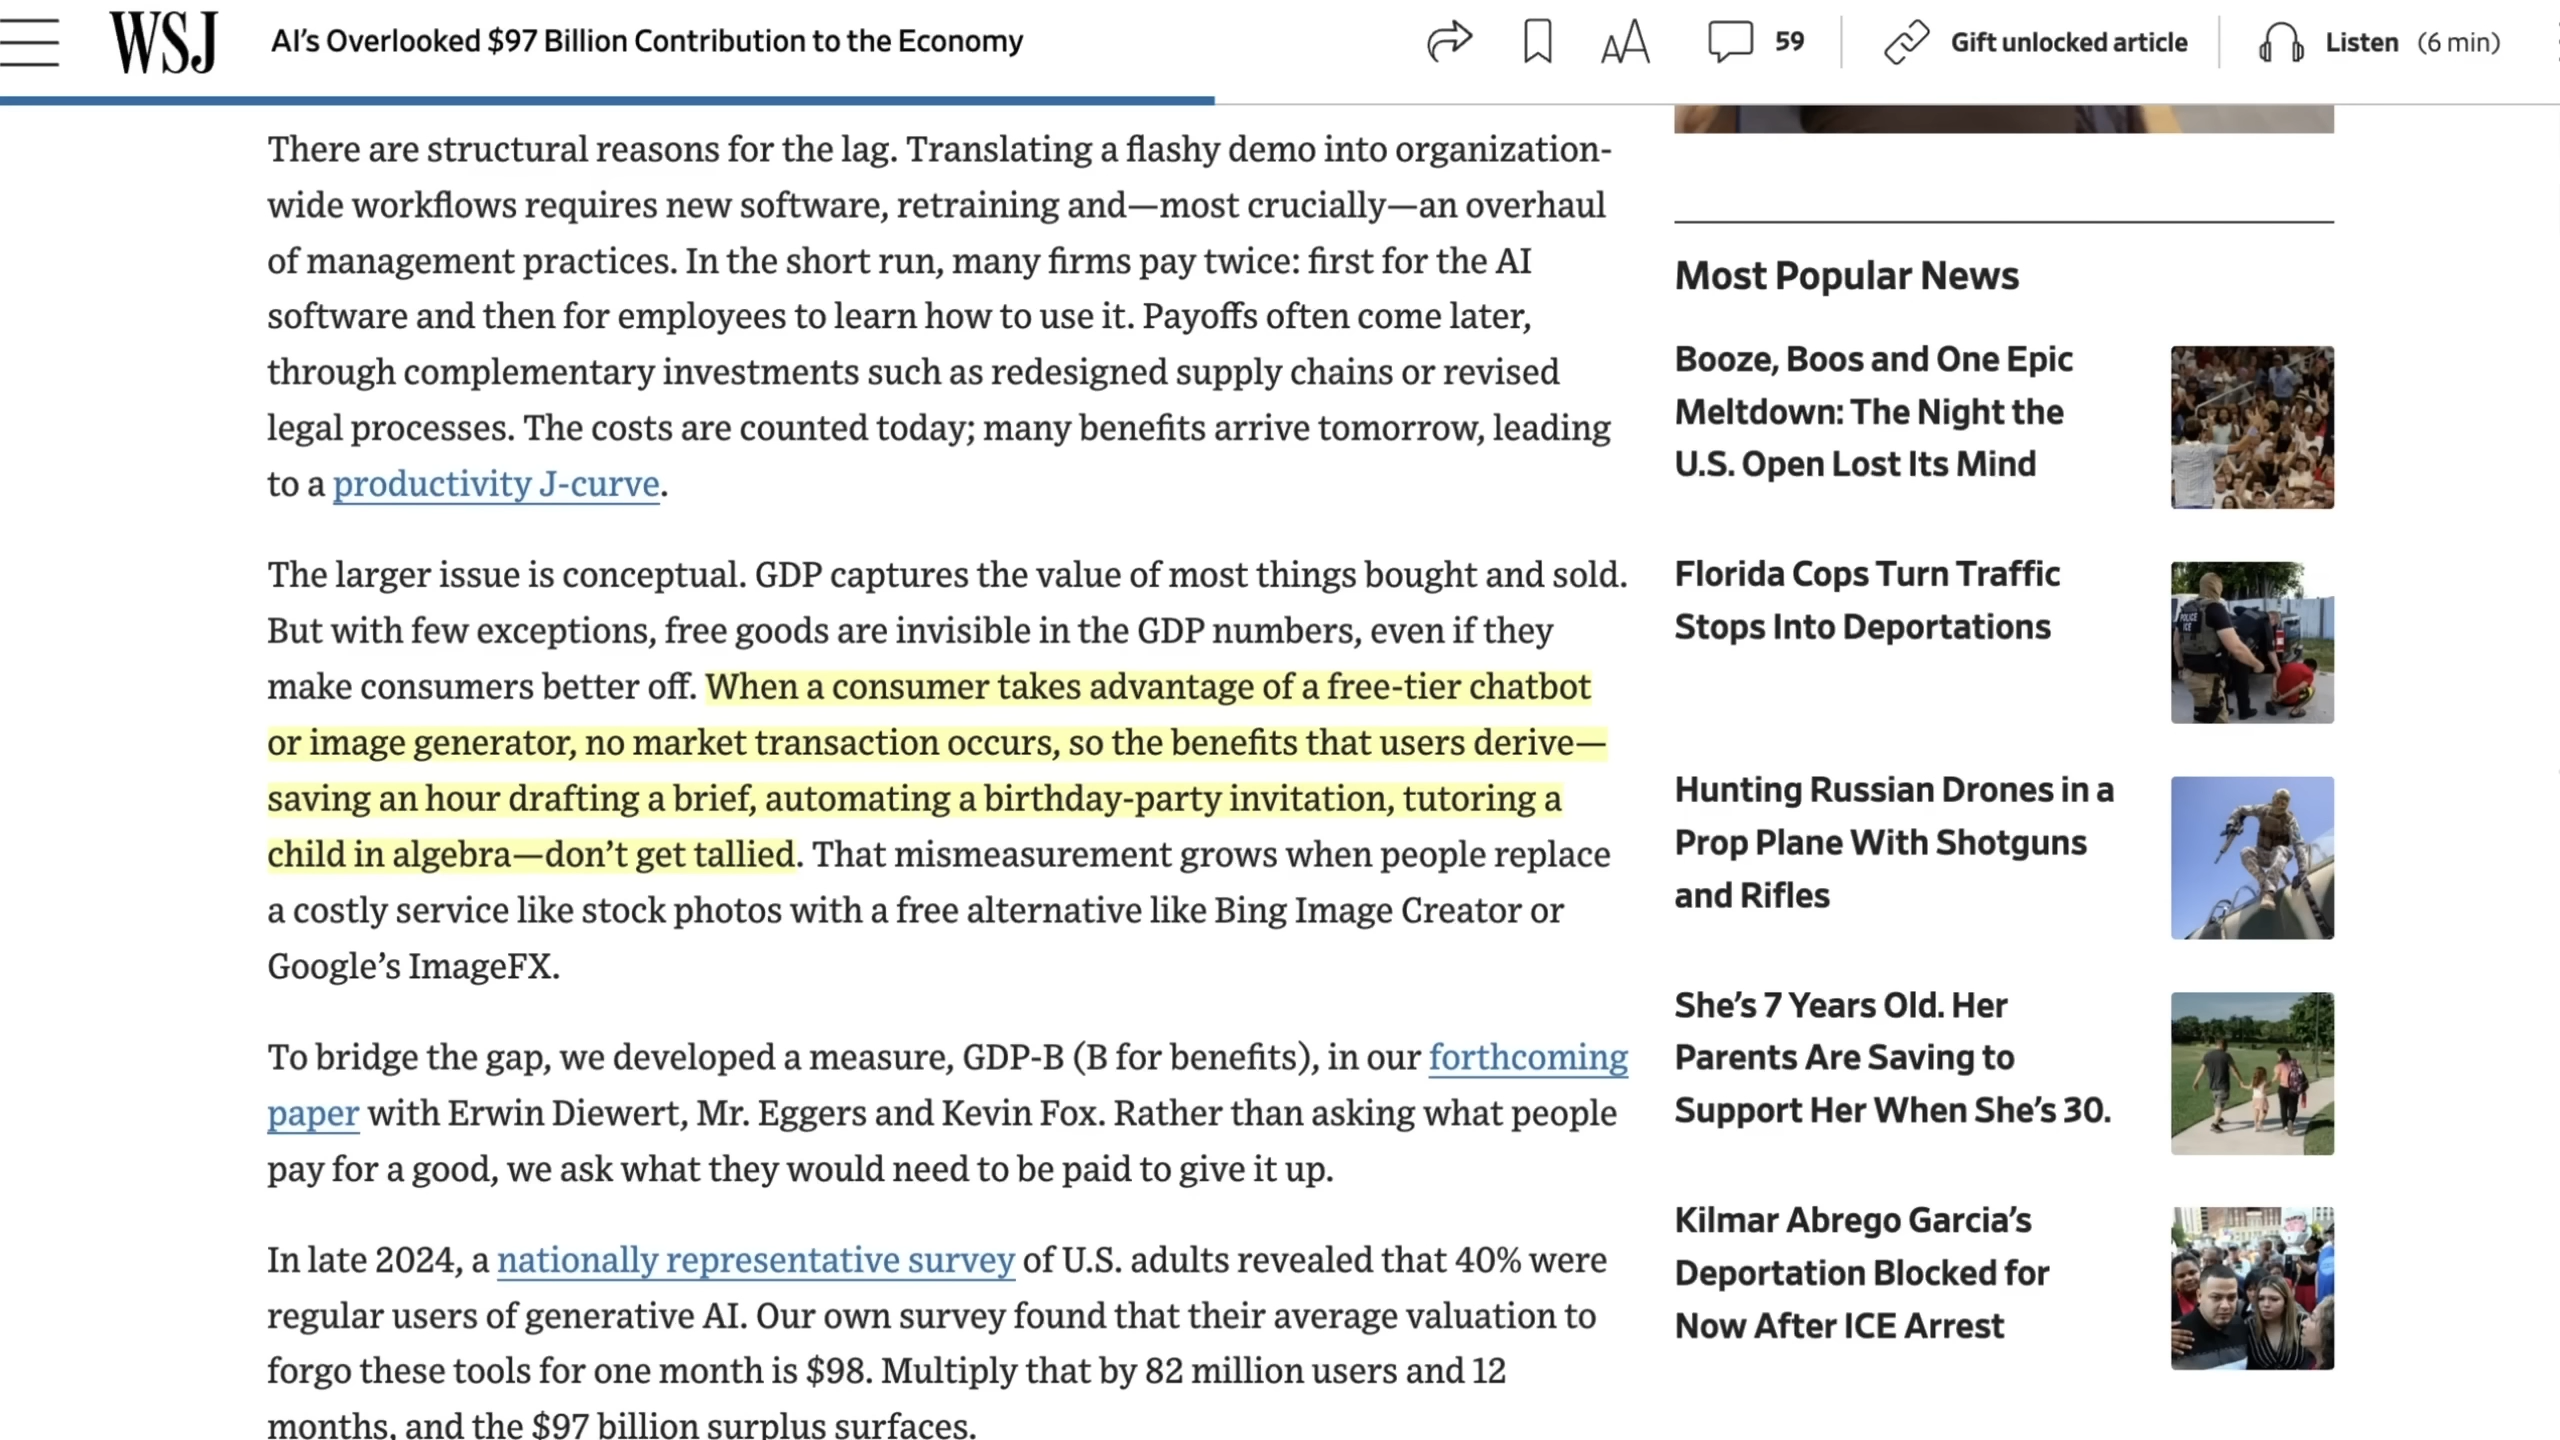 WSJ
AI’s Overlooked $97 Billion Contribution to the Economy
59
Gift unlocked article
Listen (6 min)
There are structural reasons for the lag. Translating a flashy demo into organization-
wide workflows requires new software, retraining and—most crucially—an overhaul
of management practices. In the short run, many firms pay twice: first for the AI
software and then for employees to learn how to use it. Payoffs often come later,
through complementary investments such as redesigned supply chains or revised
legal processes. The costs are counted today; many benefits arrive tomorrow, leading
to a productivity J-curve.
The larger issue is conceptual. GDP captures the value of most things bought and sold.
But with few exceptions, free goods are invisible in the GDP numbers, even if they
make consumers better off. When a consumer takes advantage of a free-tier chatbot
or image generator, no market transaction occurs, so the benefits that users derive—
saving an hour drafting a brief, automating a birthday-party invitation, tutoring a
child in algebra—don’t get tallied. That mismeasurement grows when people replace
a costly service like stock photos with a free alternative like Bing Image Creator or
Google’s ImageFX.
To bridge the gap, we developed a measure, GDP-B (B for benefits), in our forthcoming
paper with Erwin Diewert, Mr. Eggers and Kevin Fox. Rather than asking what people
pay for a good, we ask what they would need to be paid to give it up.
In late 2024, a nationally representative survey of U.S. adults revealed that 40% were
regular users of generative AI. Our own survey found that their average valuation to
forgo these tools for one month is $98. Multiply that by 82 million users and 12
months, and the $97 billion surplus surfaces.
Most Popular News
Booze, Boos and One Epic
Meltdown: The Night the
U.S. Open Lost Its Mind
Florida Cops Turn Traffic
Stops Into Deportations
POLICE
ICE
Hunting Russian Drones in a
Prop Plane With Shotguns
and Rifles
She’s 7 Years Old. Her
Parents Are Saving to
Support Her When She’s 30.
Kilmar Abrego Garcia’s
Deportation Blocked for
Now After ICE Arrest